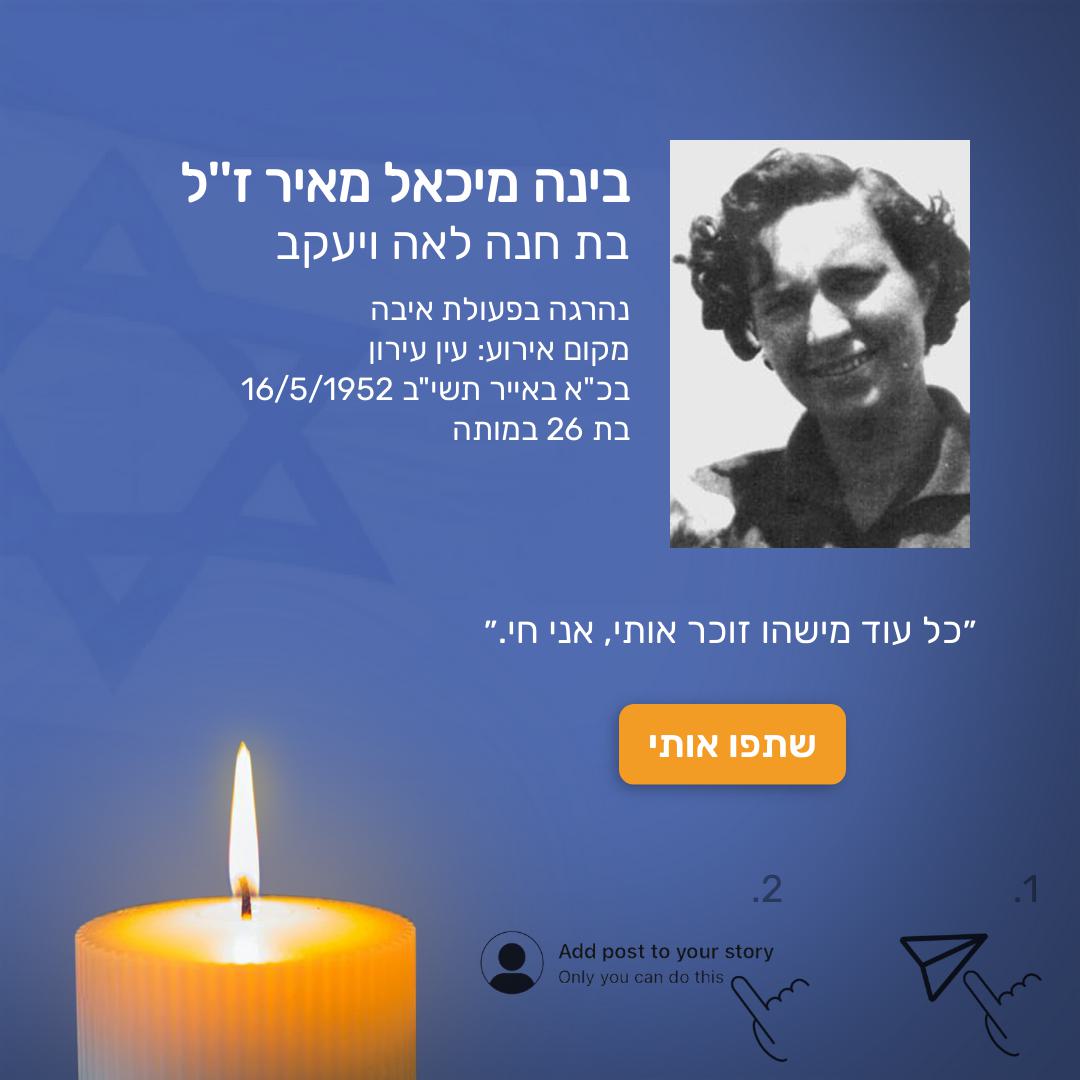 בינה מיכאל מאיר ז"ל
בת חנה לאה ויעקב
נהרגה בפעולת איבה
מקום אירוע: עין עירון
בכ"א באייר תשי"ב 16/5/1952
בת 26 במותה
״כל עוד מישהו זוכר אותי, אני חי.״
שתפו אותי
1.
2.
Add post to your story
Only you can do this